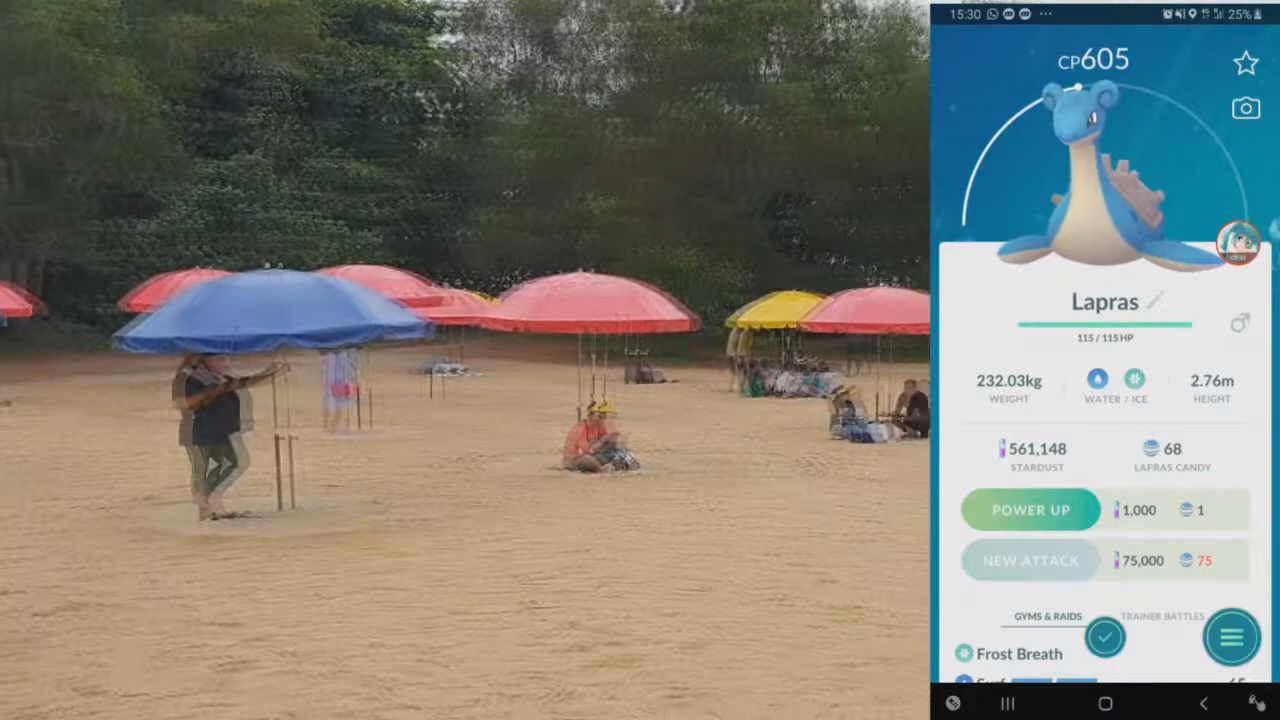 15:30
25%
CP605
Lapras
115 / 115 HP
232.03kg
WEIGHT
WATER / ICE
2.76m
HEIGHT
561,148
STARDUST
68
LAPRAS CANDY
POWER UP
1,000
1
NEW ATTACK
75,000
75
GYMS & RAIDS
TRAINER BATTLES
Frost Breath
Surf
65